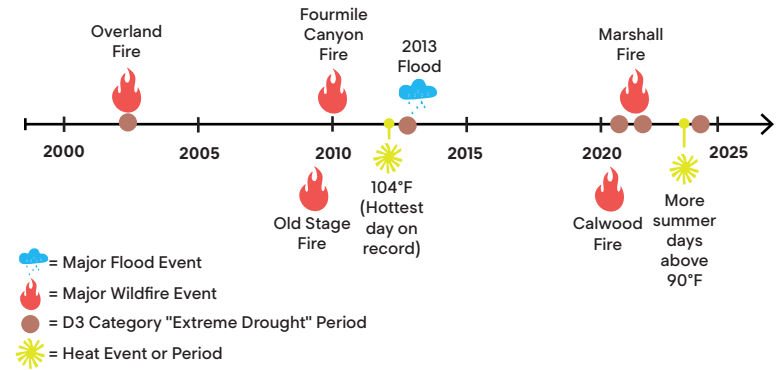 Overland
Fire
Fourmile
Canyon
Fire
2013
Flood
Marshall
Fire
2000
2005
2010
2015
2020
2025
Old Stage
Fire
104°F
(Hottest
day on
record)
Calwood
Fire
More
summer
days
above
90°F
= Major Flood Event
= Major Wildfire Event
= D3 Category "Extreme Drought" Period
= Heat Event or Period